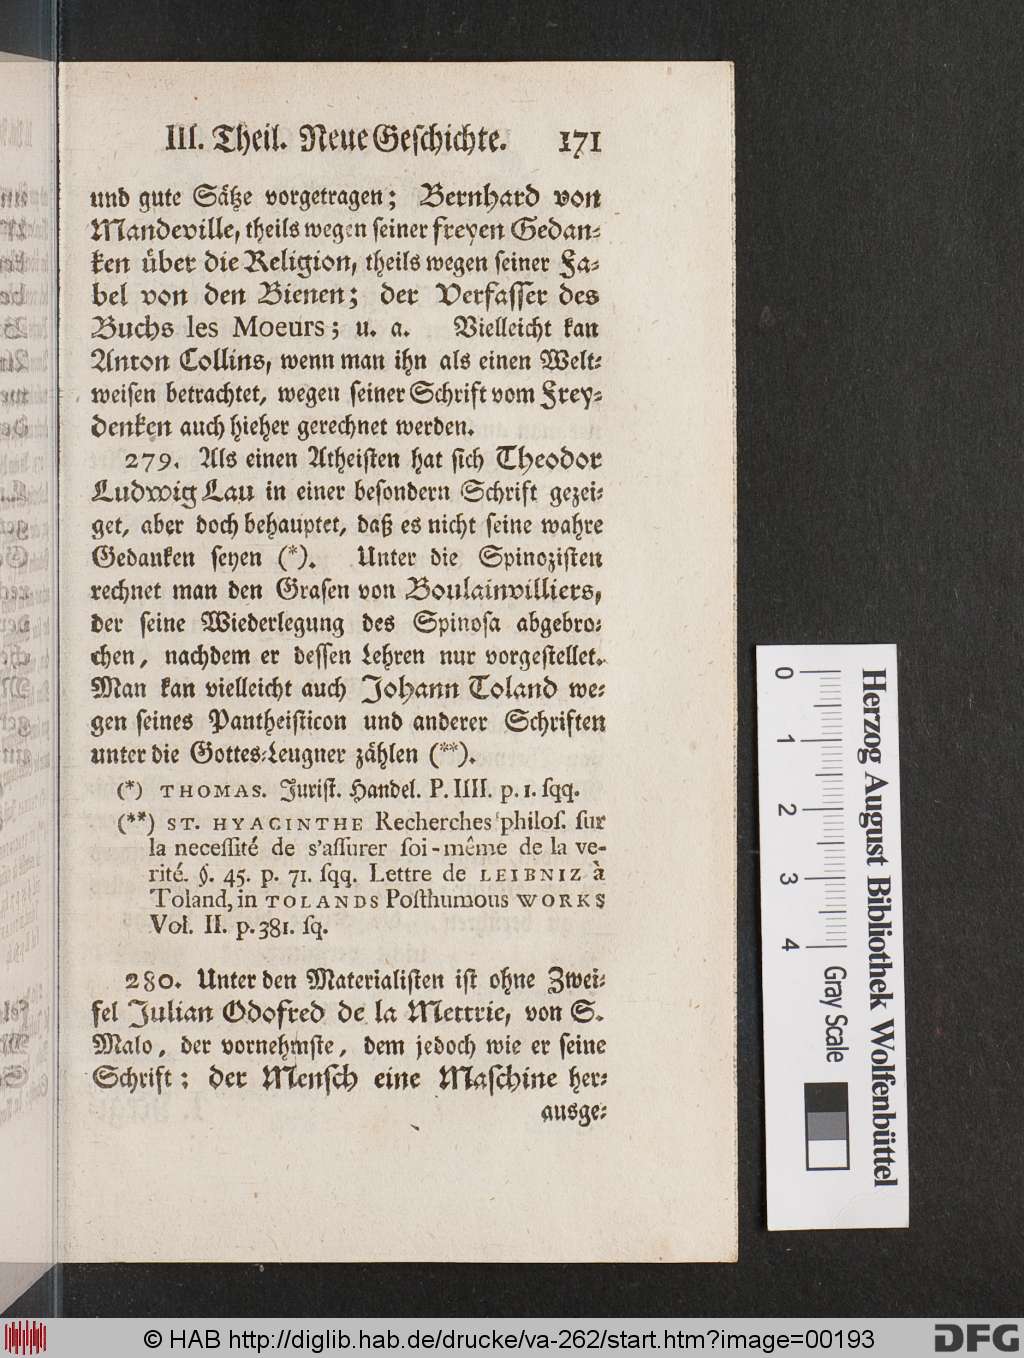 III. Theil. Neue Geschichte. 171
und gute Sätze vorgetragen; Bernhard von
Mandeville, theils wegen seiner freyen Gedan-
ken über die Religion, theils wegen seiner Fa-
bel von den Bienen; der Verfasser des
Buchs les Moeurs; u. a. Vielleicht kan
Anton Collins, wenn man ihn als einen Welt-
weisen betrachtet, wegen seiner Schrift vom Frey-
denken auch hieher gerechnet werden.
279. Als einen Atheisten hat sich Theodor
Ludwig Lau in einer besondern Schrift gezei-
get, aber doch behauptet, daß es nicht seine wahre
Gedanken seyen (*). Unter die Spinozisten
rechnet man den Grafen von Boulainvilliers,
der seine Wiederlegung des Spinosa abgebro-
chen, nachdem er dessen Lehren nur vorgestellet.
Man kan vielleicht auch Johann Toland we-
gen seines Pantheisticon und anderer Schriften
unter die Gottes-Leugner zählen (**).
(*) THOMAS. Jurist. Händel. P. IIII. p. 1. sqq.
(**) ST. HYACINTHE Recherches philos. sur
la necessité de s'assurer soi-même de la ve-
rité. §. 45. p. 71. sqq. Lettre de LEIBNIZ à
Toland, in TOLANDS Posthumous WORKS
Vol. II. p. 381. sq.
280. Unter den Materialisten ist ohne Zwei-
fel Julian Odofred de la Mettrie, von S.
Malo, der vornehmste, dem jedoch wie er seine
Schrift: der Mensch eine Maschine her-
ausge-
0 1 2 3 4
Gray Scale
Herzog August Bibliothek Wolfenbüttel
© HAB http://diglib.hab.de/drucke/va-262/start.htm?image=00193
DFG